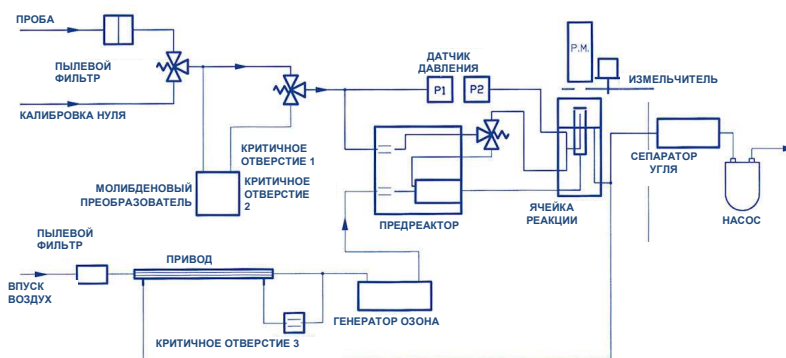 ПРОБА
ПЫЛЕВОЙ
ФИЛЬТР
КАЛИБРОВКА НУЛЯ
МОЛИБДЕНОВЫЙ
ПРЕОБРАЗОВАТЕЛЬ
КРИТИЧНОЕ
ОТВЕРСТИЕ 1
КРИТИЧНОЕ
ОТВЕРСТИЕ
2
ДАТЧИК
ДАВЛЕНИЯ
P1
P2
P.M.
ИЗМЕЛЬЧИТЕЛЬ
ПРЕДРЕАКТОР
ЯЧЕЙКА
РЕАКЦИИ
СЕПАРАТОР
УГЛЯ
НАСОС
ПЫЛЕВОЙ
ФИЛЬТР
ВПУСК
ВОЗДУХ
ПРИВОД
КРИТИЧНОЕ ОТВЕРСТИЕ 3
ГЕНЕРАТОР ОЗОНА